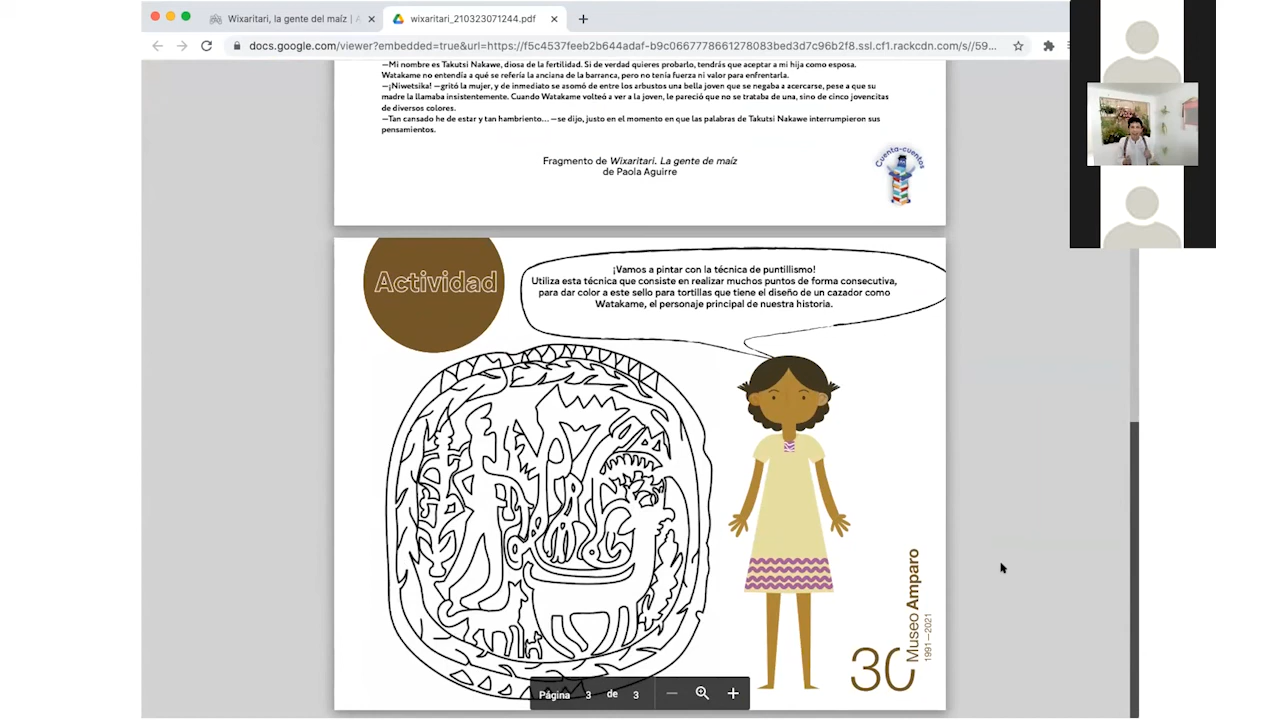 Wixaritari, la gente del maíz | A
wixaritari_210323071244.pdf
docs.google.com/viewer?embedded=true&url=https://f5c4537feeb2b644adaf-b9c0667778661278083bed3d7c96b2f8.ssl.cf1.rackcdn.com/s//59...
—Mi nombre es Takutsi Nakawe, diosa de la fertilidad. Si de verdad quieres probarlo, tendrás que aceptar a mi hija como esposa.
Watakame no entendía a qué se refería la anciana de la barranca, pero no tenía fuerza ni valor para enfrentarla.
—¡Niwetsika! —gritó la mujer, y de inmediato se asomó de entre los arbustos una bella joven que se negaba a acercarse, pese a que su
madre la llamaba insistentemente. Cuando Watakame volteó a ver a la joven, le pareció que no se trataba de una, sino de cinco jovencitas
de diversos colores.
—Tan cansado he de estar y tan hambriento... —se dijo, justo en el momento en que las palabras de Takutsi Nakawe interrumpieron sus
pensamientos.
Fragmento de Wixaritari. La gente de maíz
de Paola Aguirre
Cuenta-cuentos
Actividad
¡Vamos a pintar con la técnica de puntillismo!
Utiliza esta técnica que consiste en realizar muchos puntos de forma consecutiva,
para dar color a este sello para tortillas que tiene el diseño de un cazador como
Watakame, el personaje principal de nuestra historia.
30
Museo Amparo
1991—2021
Página 3 de 3